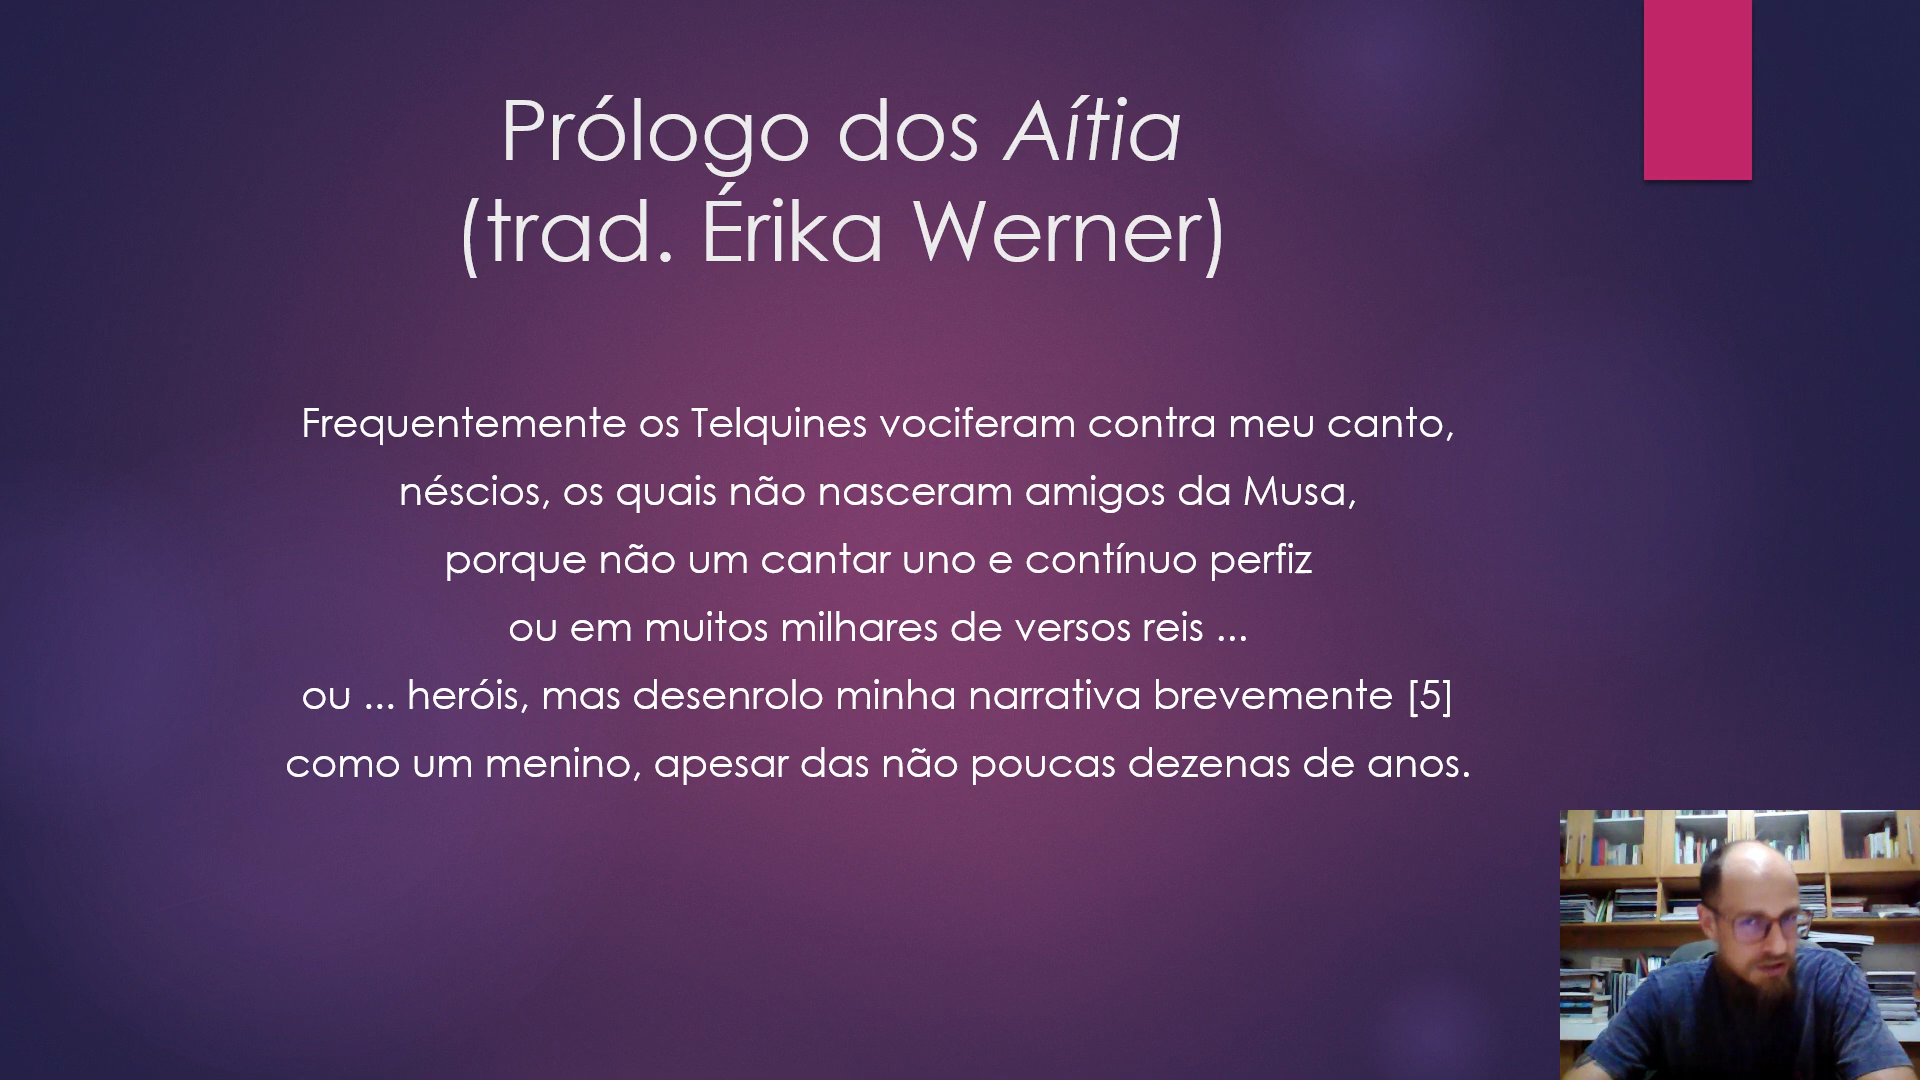 Prólogo dos Aítia
(trad. Érika Werner)
Frequentemente os Telquines vociferam contra meu canto,
néscios, os quais não nasceram amigos da Musa,
porque não um cantar uno e contínuo perfiz
ou em muitos milhares de versos reis ...
ou ... heróis, mas desenrolo minha narrativa brevemente [5]
como um menino, apesar das não poucas dezenas de anos.